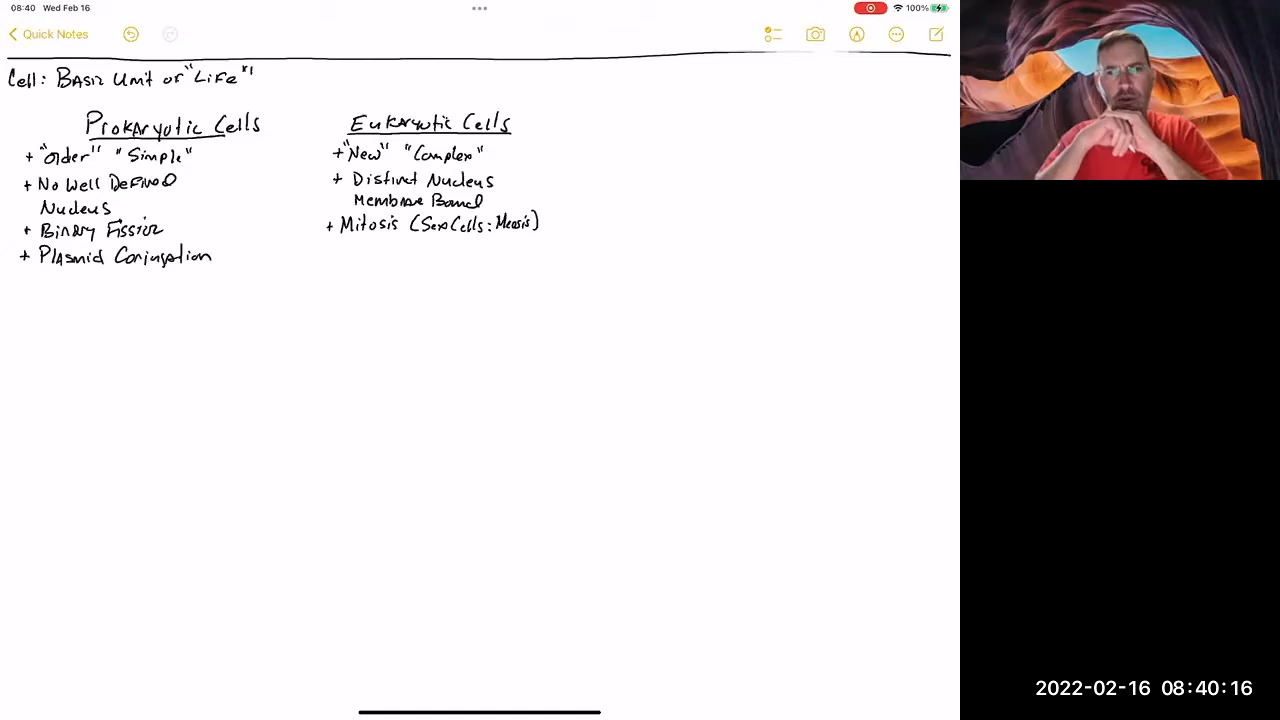 08:40 Wed Feb 16
100%
Quick Notes
Cell: Basic Unit of "Life"
Prokaryotic Cells
+ "Older" "Simple"
+ No Well Defined
Nucleus
+ Binary Fission
+ Plasmid Conjugation
Eukaryotic Cells
+ "New" "Complex"
+ Distinct Nucleus
Membrane Bound
+ Mitosis (Sex Cells: Meosis)
2022-02-16 08:40:16